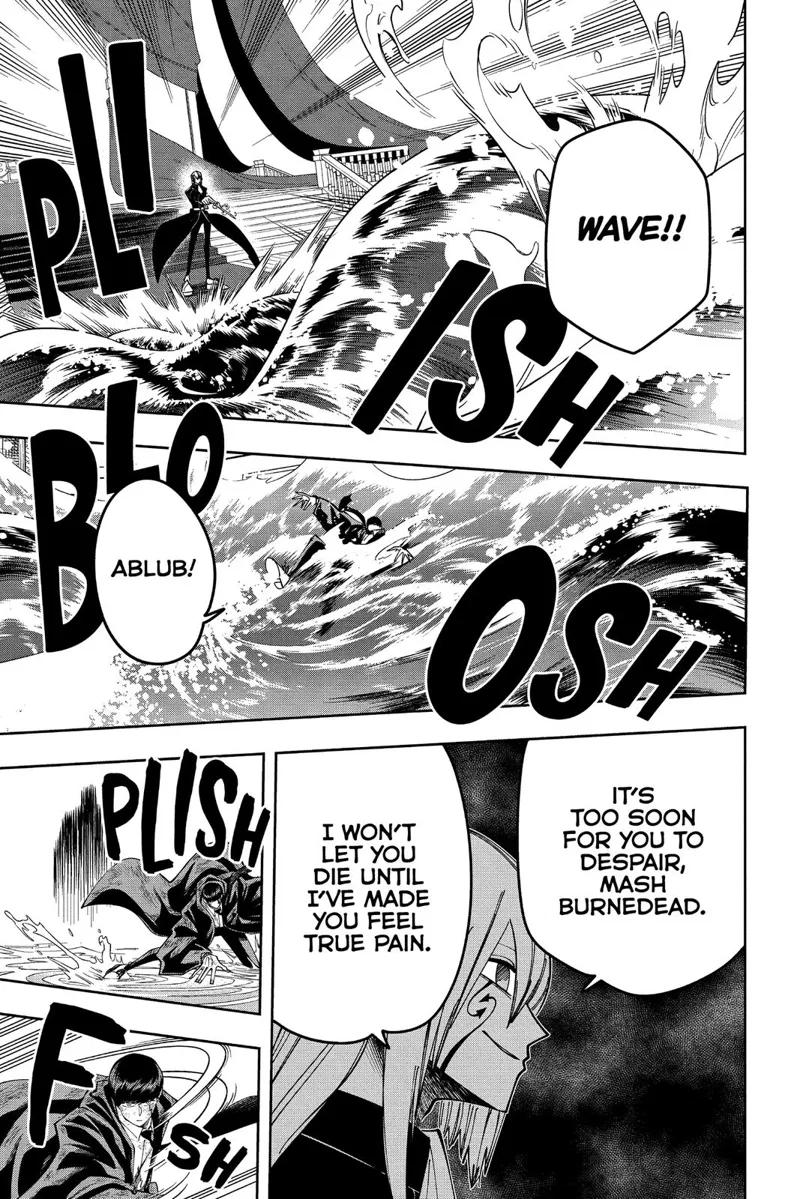 WAVE!!
PLI
ISH
BLO
ABLUB!
OSH
IT'S
TOO SOON
FOR YOU TO
DESPAIR,
MASH
BURNEDEAD.
I WON'T
LET YOU
DIE UNTIL
I'VE MADE
YOU FEEL
TRUE PAIN.
PLISH
F
SH